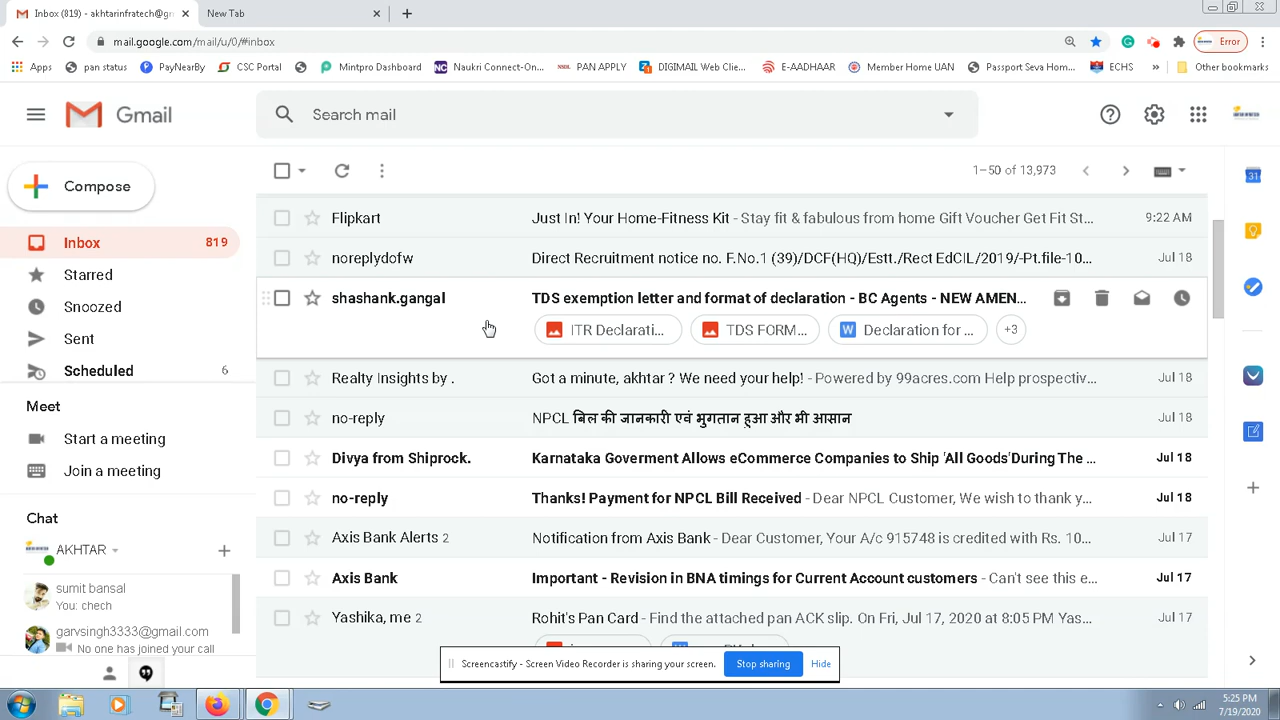 Inbox (819) - akhtarinfratech@gm
New Tab
mail.google.com/mail/u/0/#inbox
Error
Apps
pan status
PayNearBy
CSC Portal
Mintpro Dashboard
Naukri Connect-On...
PAN APPLY
DIGIMAIL Web Clie...
E-AADHAAR
Member Home UAN
Passport Seva Hom...
ECHS
»
Other bookmarks
Gmail
Search mail
Compose
1–50 of 13,973
Inbox 819
Starred
Snoozed
Sent
Scheduled 6
Meet
Start a meeting
Join a meeting
Chat
AKHTAR
sumit bansal
You: chech
garvsingh3333@gmail.com
No one has joined your call
Flipkart Just In! Your Home-Fitness Kit - Stay fit & fabulous from home Gift Voucher Get Fit St... 9:22 AM
noreplydofw Direct Recruitment notice no. F.No.1 (39)/DCF(HQ)/Estt./Rect EdCIL/2019/-Pt.file-10... Jul 18
shashank.gangal TDS exemption letter and format of declaration - BC Agents - NEW AMEN...
ITR Declarati... TDS FORM... W Declaration for ... +3
Realty Insights by . Got a minute, akhtar ? We need your help! - Powered by 99acres.com Help prospectiv... Jul 18
no-reply NPCL बिल की जानकारी एवं भुगतान हुआ और भी आसान Jul 18
Divya from Shiprock. Karnataka Goverment Allows eCommerce Companies to Ship 'All Goods'During The ... Jul 18
no-reply Thanks! Payment for NPCL Bill Received - Dear NPCL Customer, We wish to thank y... Jul 18
Axis Bank Alerts 2 Notification from Axis Bank - Dear Customer, Your A/c 915748 is credited with Rs. 10... Jul 17
Axis Bank Important - Revision in BNA timings for Current Account customers - Can't see this e... Jul 17
Yashika, me 2 Rohit's Pan Card - Find the attached pan ACK slip. On Fri, Jul 17, 2020 at 8:05 PM Yas... Jul 17
Screencastify - Screen Video Recorder is sharing your screen.
Stop sharing
Hide
31
5:25 PM
7/19/2020